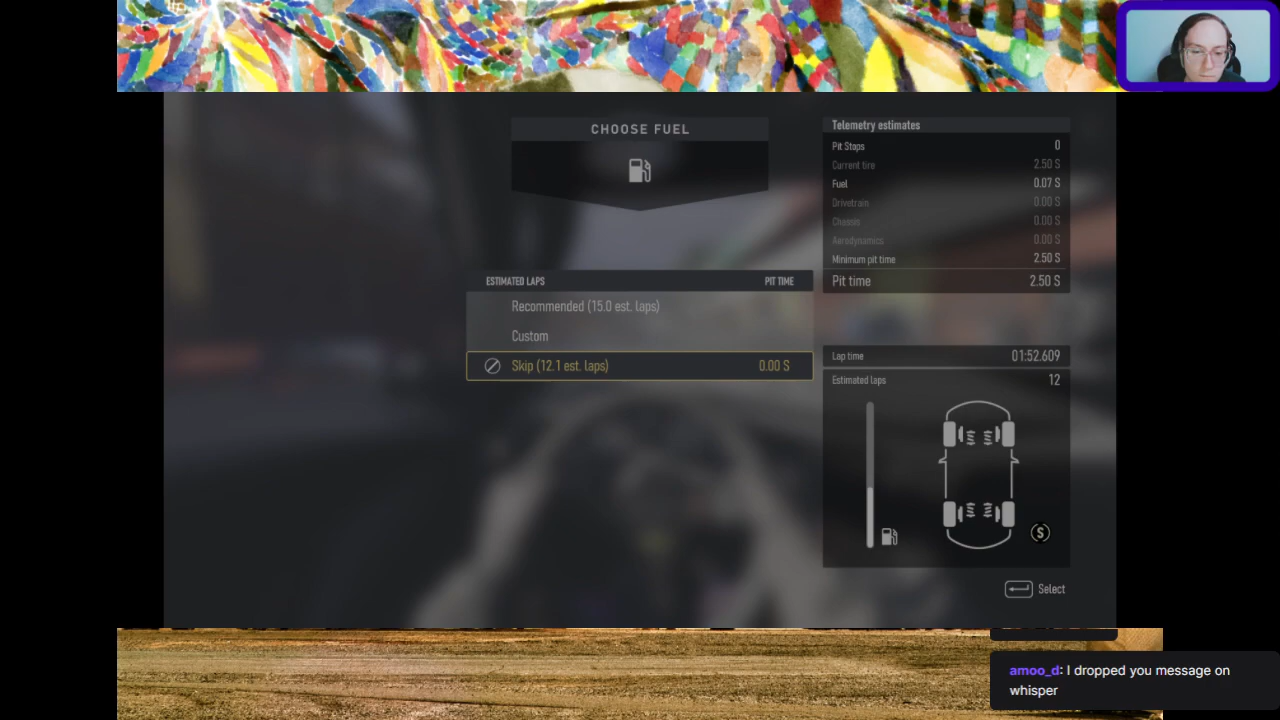 CHOOSE FUEL
ESTIMATED LAPS PIT TIME
Recommended (15.0 est. laps)
Custom
Skip (12.1 est. laps) 0.00 S
Telemetry estimates
Pit Stops 0
Current tire 2.50 S
Fuel 0.07 S
Drivetrain 0.00 S
Chassis 0.00 S
Aerodynamics 0.00 S
Minimum pit time 2.50 S
Pit time 2.50 S
Lap time 01:52.609
Estimated laps 12
S
Select
amoo_d: I dropped you message on
whisper